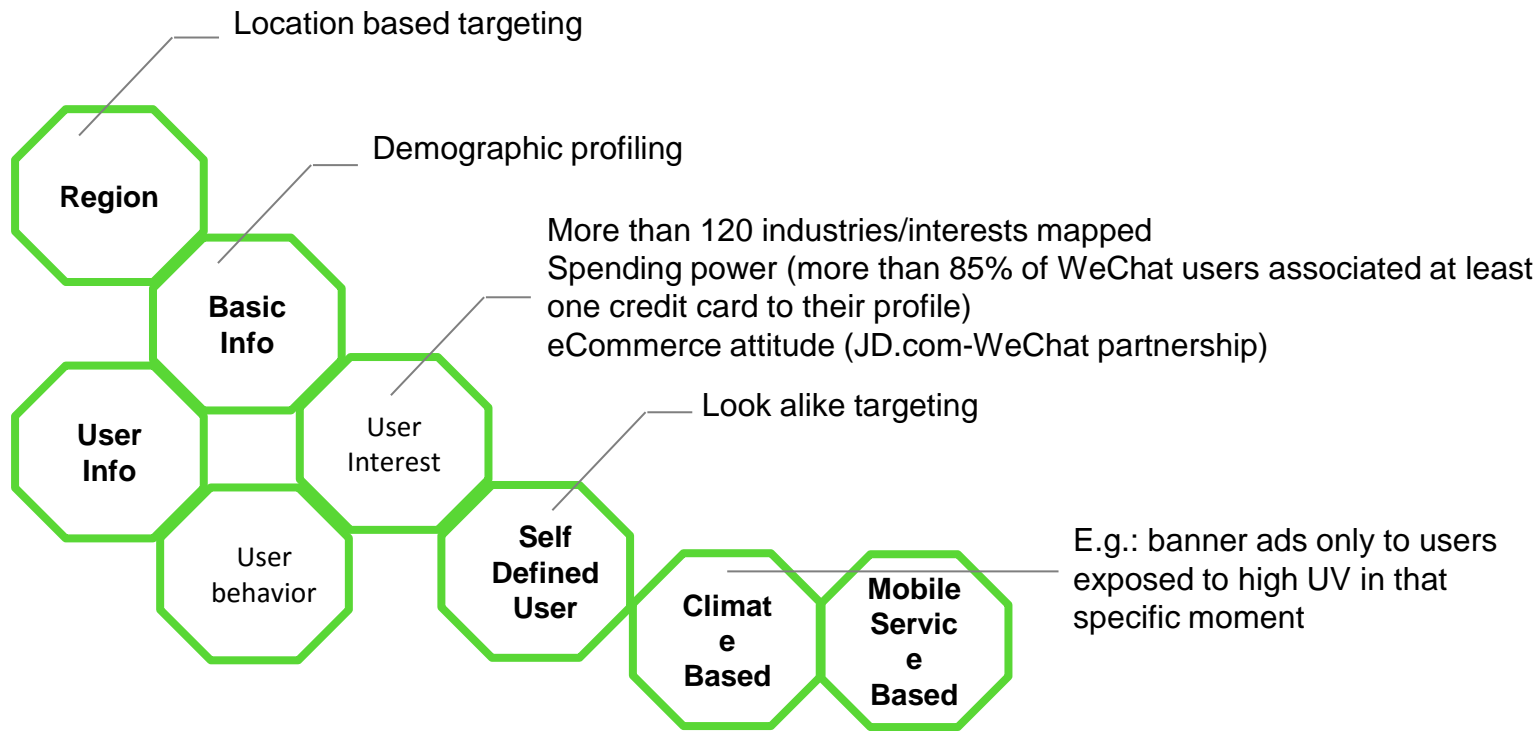 Location based targeting
Region
Demographic profiling
Basic
Info
More than 120 industries/interests mapped
Spending power (more than 85% of WeChat users associated at least
one credit card to their profile)
eCommerce attitude (JD.com-WeChat partnership)
User
Info
User
Interest
Look alike targeting
User
behavior
Self
Defined
User
Climat
e
Based
Mobile
Servic
e
Based
E.g.: banner ads only to users
exposed to high UV in that
specific moment